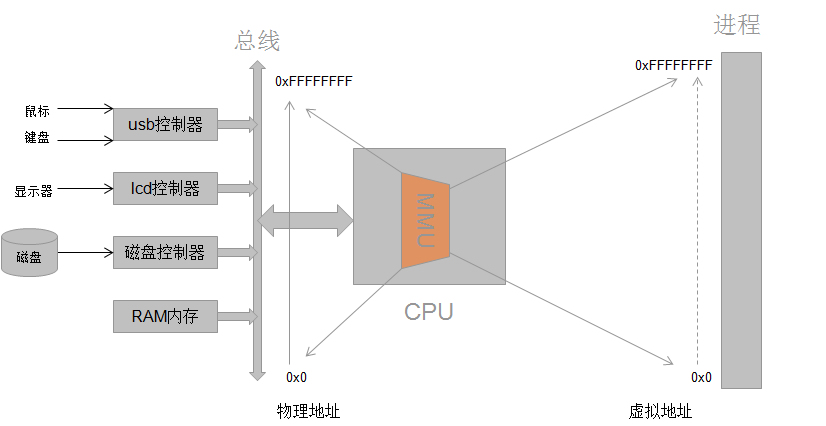 进程
总线
0xFFFFFFFF
0xFFFFFFFF
鼠标
usb控制器
键盘
显示器
lcd控制器
MMU
磁盘
磁盘控制器
RAM内存
CPU
0x0
0x0
物理地址
虚拟地址